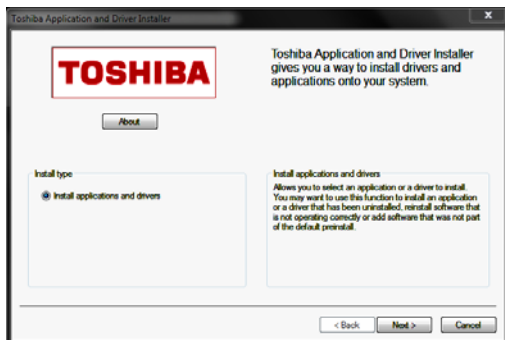 Toshiba Application and Driver Installer
x
TOSHIBA
Toshiba Application and Driver Installer
gives you a way to install drivers and
applications onto your system.
About
Install type
Install applications and drivers
Install applications and drivers
Allows you to select an application or a driver to install.
You may want to use this function to install an application
or a driver that has been uninstalled, reinstall software that
is not operating correctly or add software that was not part
of the default preinstall.
< Back
Next >
Cancel